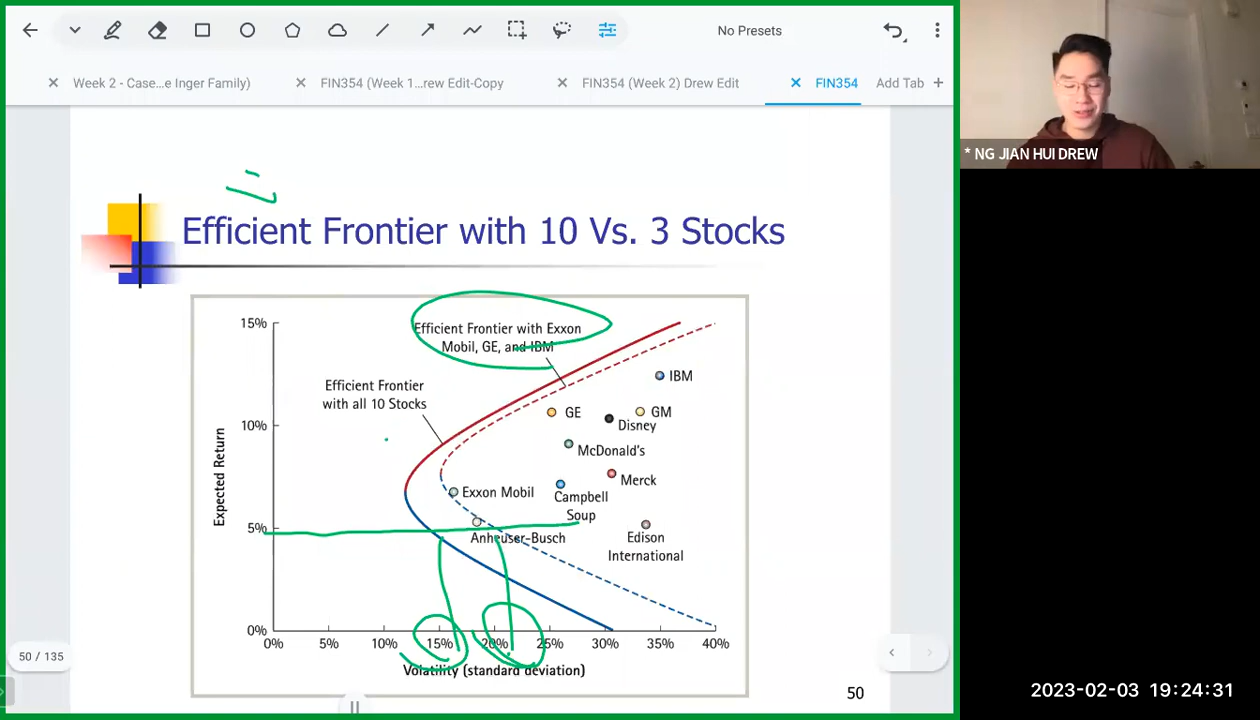 No Presets
Week 2 - Case...e Inger Family)
FIN354 (Week 1...rew Edit-Copy
FIN354 (Week 2) Drew Edit
FIN354
Add Tab +
* NG JIAN HUI DREW
Efficient Frontier with 10 Vs. 3 Stocks
15%
Efficient Frontier with Exxon
Mobil, GE, and IBM
Efficient Frontier
with all 10 Stocks
IBM
10%
GE
GM
Disney
McDonald's
Merck
Expected Return
Exxon Mobil
Campbell
Soup
5%
Anheuser-Busch
Edison
International
0%
0%
5%
10%
15%
20%
25%
30%
35%
40%
Volatility (standard deviation)
50 / 135
50
2023-02-03 19:24:31